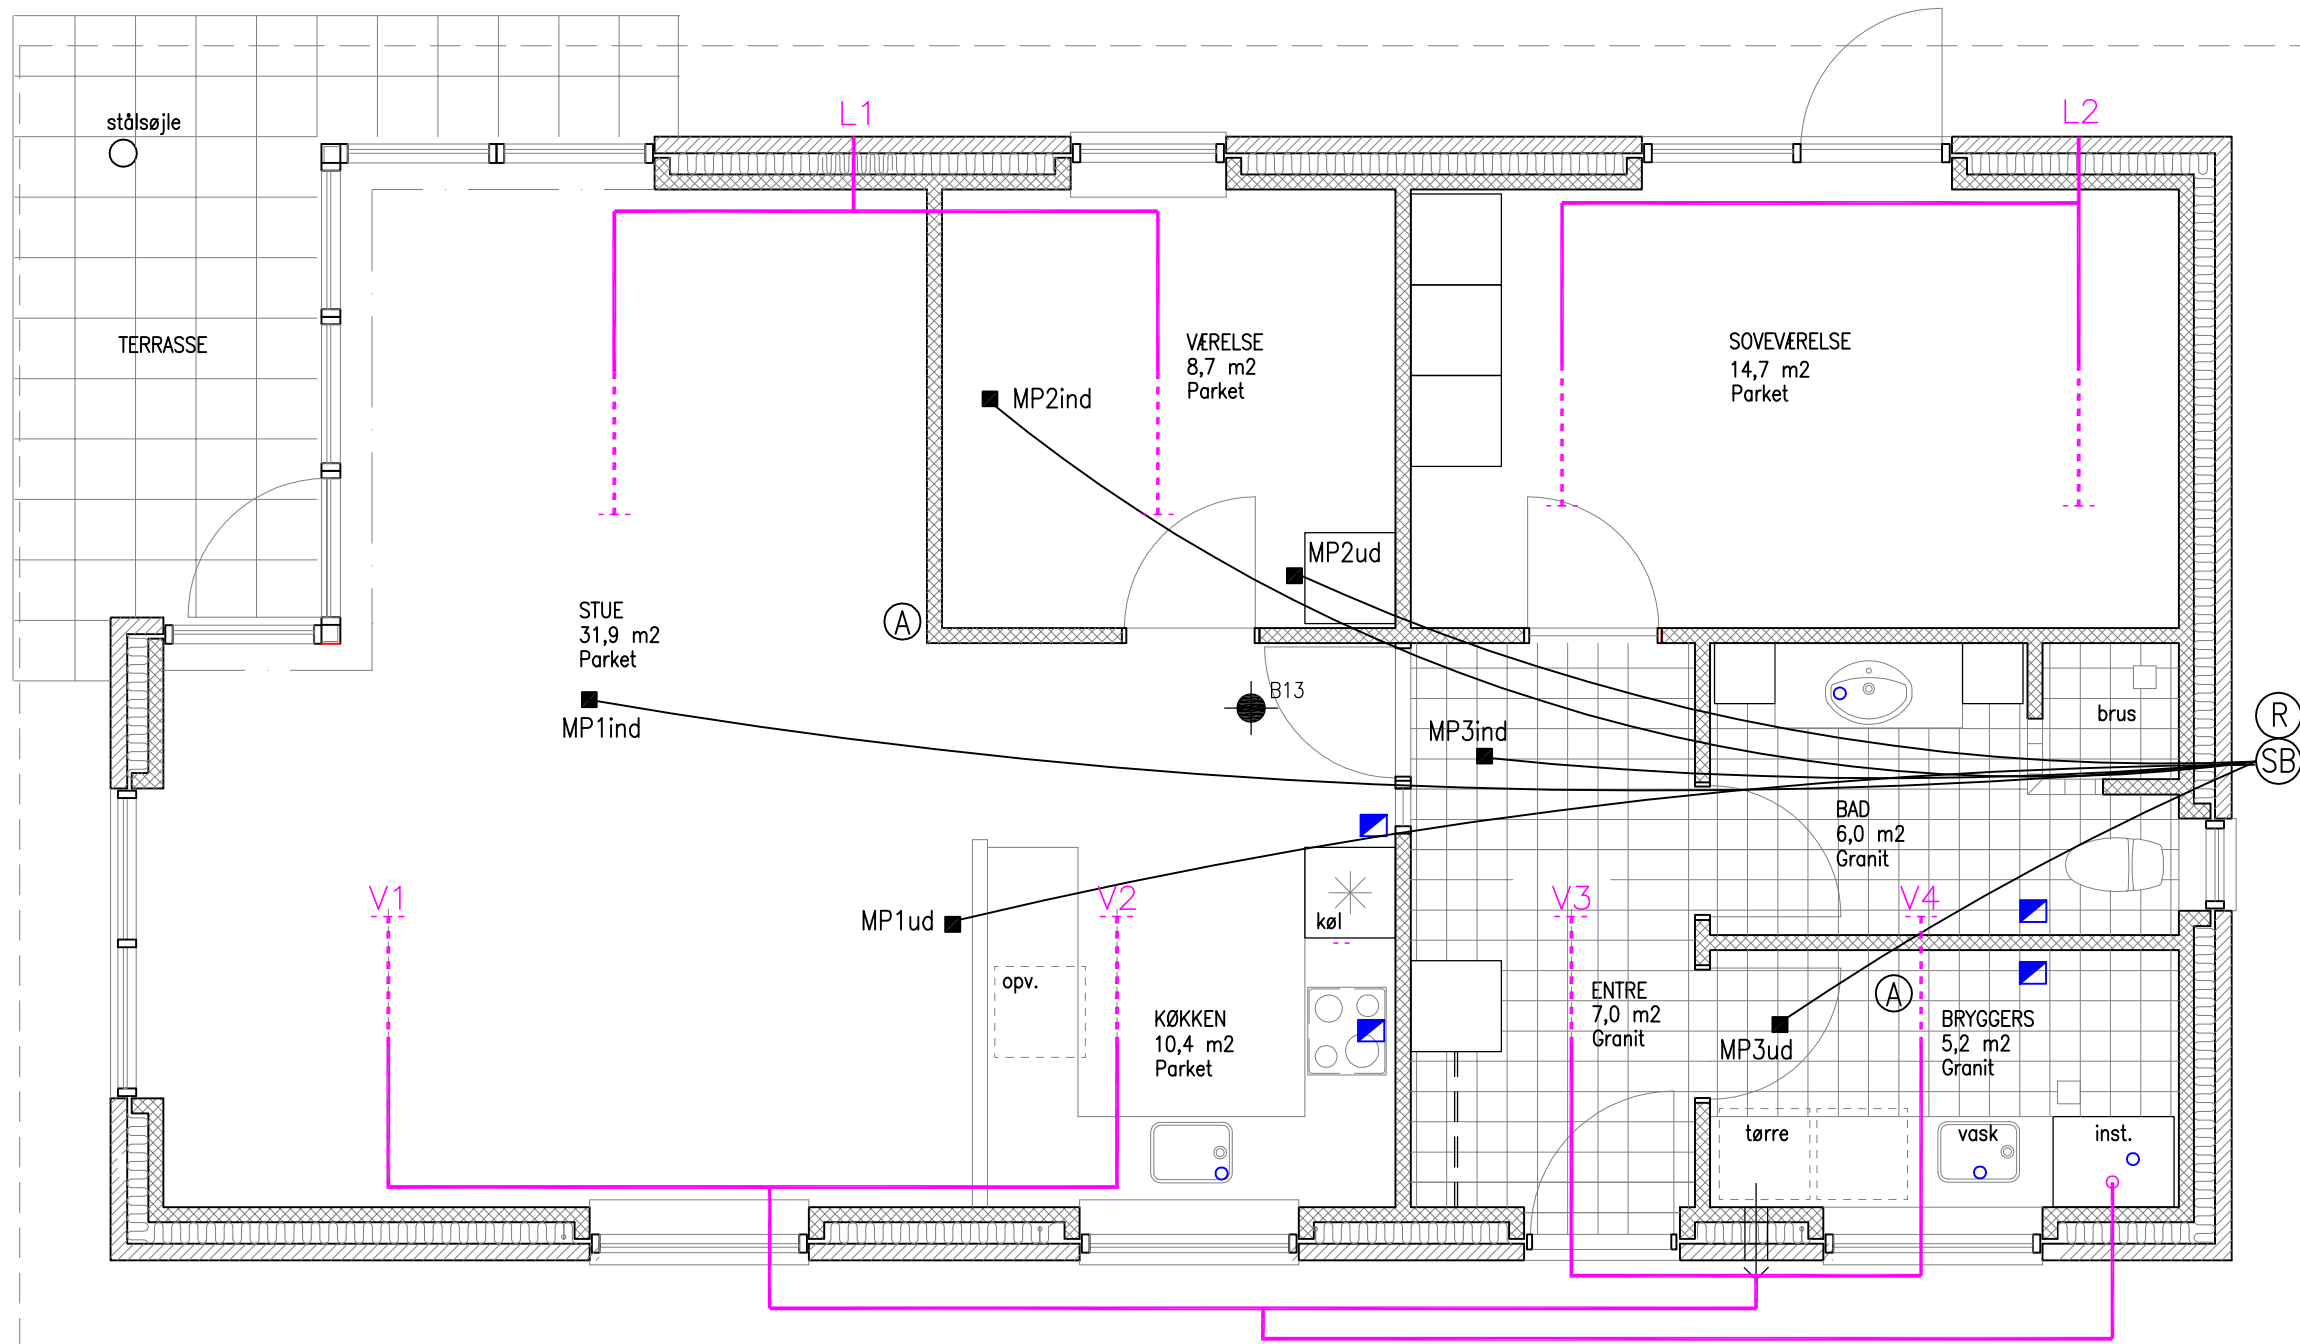 L1
L2
stålsøjle
TERRASSE
VÆRELSE
8,7 m2
Parket
SOVEVÆRELSE
14,7 m2
Parket
MP2ind
MP2ud
STUE
31,9 m2
Parket
A
MP1ind
B13
MP3ind
brus
R
SB
BAD
6,0 m2
Granit
V1
V2
V3
V4
MP1ud
køl
opv.
KØKKEN
10,4 m2
Parket
ENTRE
7,0 m2
Granit
A
MP3ud
BRYGGERS
5,2 m2
Granit
tørre
vask
inst.